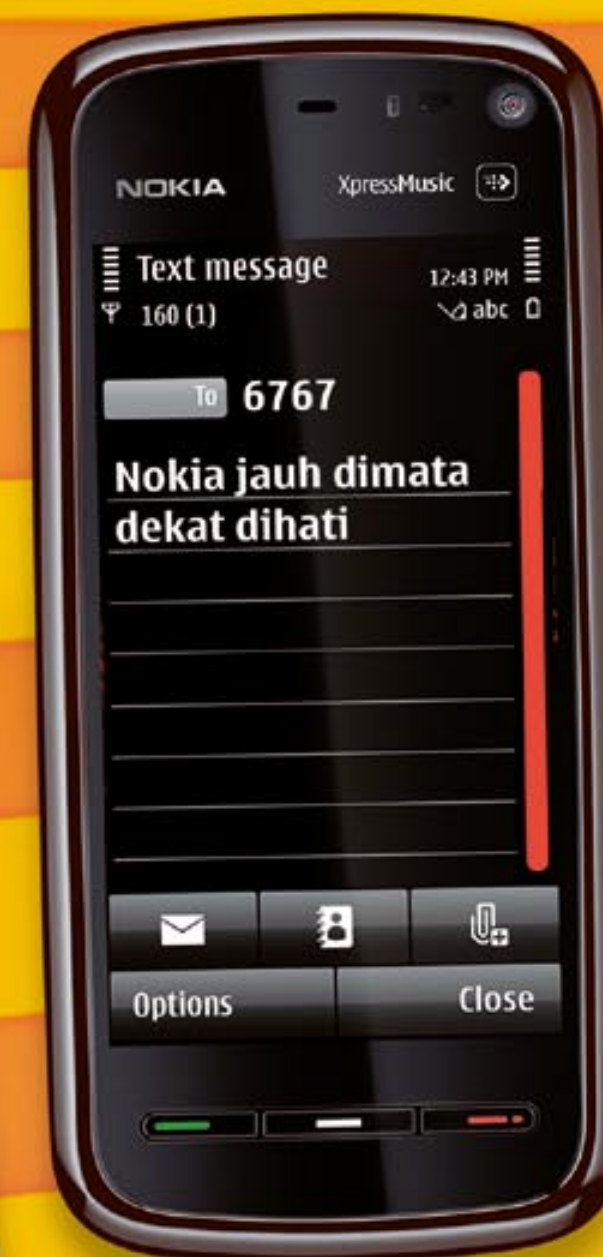 NOKIA
XpressMusic
Text message
12:43 PM
160 (1)
abc
To 6767
Nokia jauh dimata
dekat dihati
Options
Close